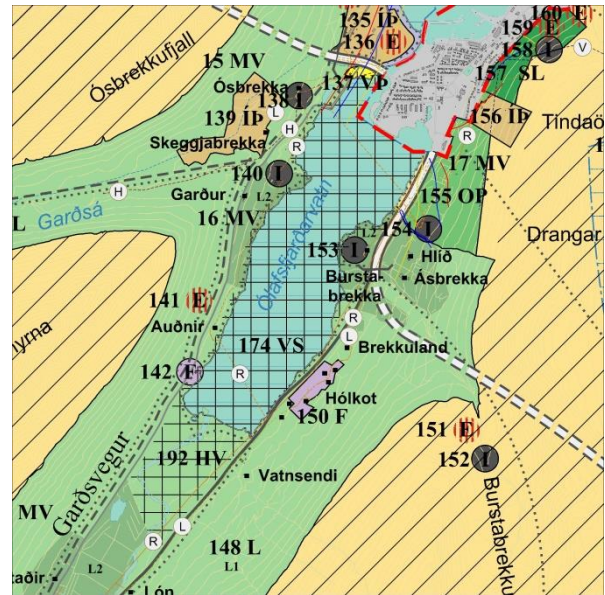 135 ÍÞ
160 E
159 E
136 E
158 I
V
15 MV
157 SL
Ósbrekkufjall
137 VÞ
Ósbrekka
138 I
L
139 ÍÞ
156 IÞ
H
Skeggjabrekka
R
R
Tindaö
17 MV
140 I
Garður
L2
155 OP
H
16 MV
Garðsá
L
Ólafsfjarðarvatn
154 I
L2
153 I
Drangar
Hlíð
Bursta
brekka
Ásbrekka
141 E
Auðnir
R
L
174 VS
Brekkuland
142 F
R
Hólkot
150 F
151 E
152 I
192 HV
Garðsvegur
Vatnsendi
MV
L
R
148 L
L1
L2
Burstabrekku
taðir
Lón